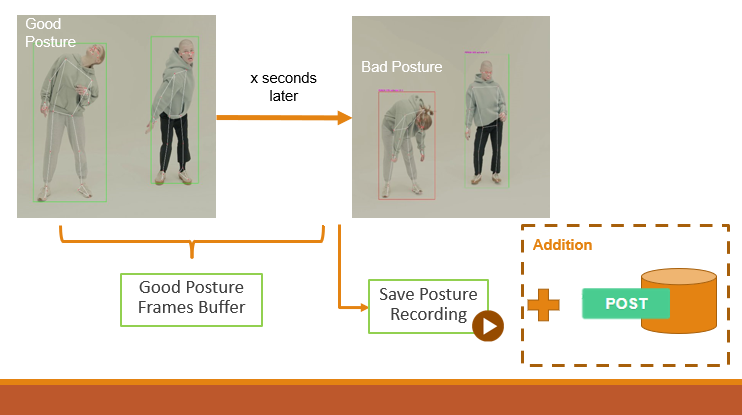 Good
Posture
x seconds
later
Bad Posture
Good Posture
Frames Buffer
Save Posture
Recording
Addition
POST